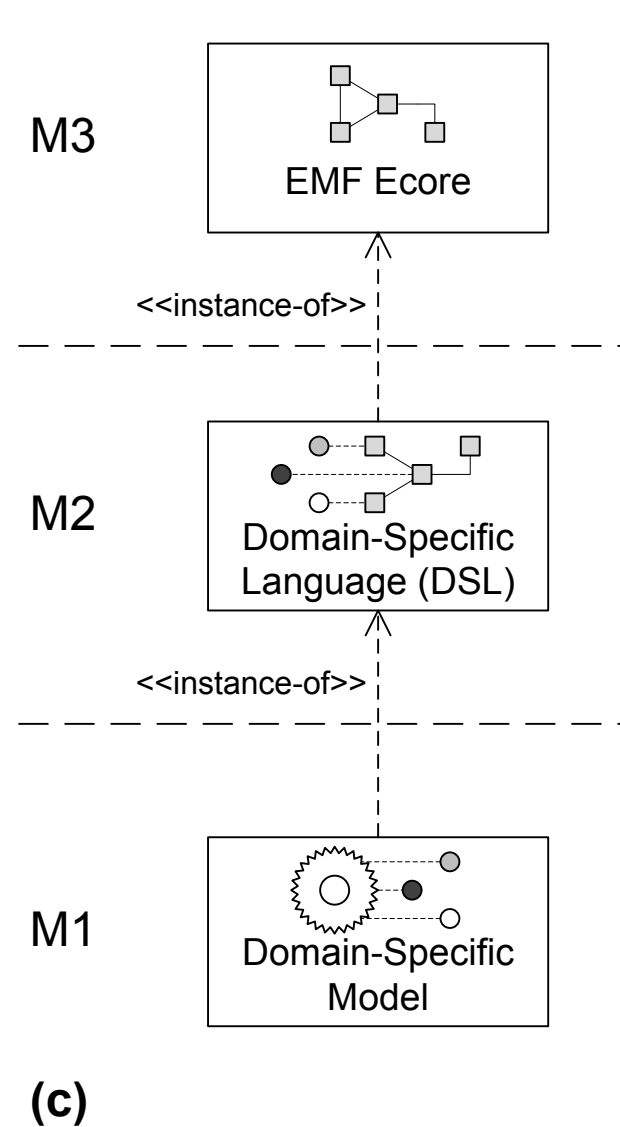 M3
EMF Ecore
<<instance-of>>
M2
Domain-Specific
Language (DSL)
<<instance-of>>
M1
Domain-Specific
Model
(c)